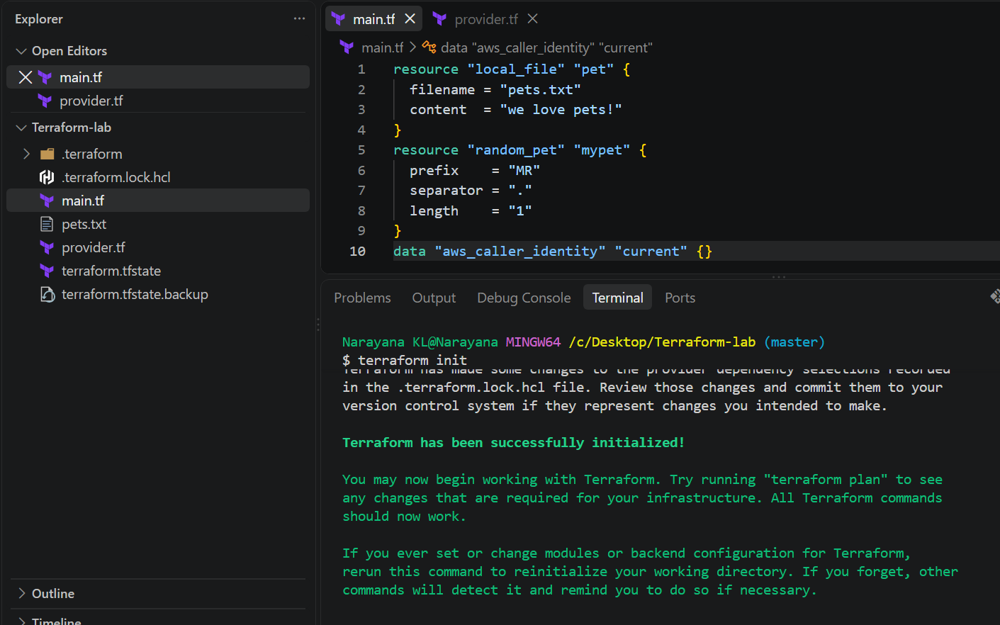 Explorer
Open Editors
main.tf
provider.tf
Terraform-lab
.terraform
.terraform.lock.hcl
main.tf
pets.txt
provider.tf
terraform.tfstate
terraform.tfstate.backup
Outline
Timeline
main.tf
provider.tf
main.tf > data "aws_caller_identity" "current"
1 resource "local_file" "pet" {
2 filename = "pets.txt"
3 content  = "we love pets!"
4 }
5 resource "random_pet" "mypet" {
6 prefix    = "MR"
7 separator = "."
8 length    = "1"
9 }
10 data "aws_caller_identity" "current" {}
Problems Output Debug Console Terminal Ports
Narayana KL@Narayana MINGW64 /c/Desktop/Terraform-lab (master)
$ terraform init
Terraform has made some changes to the provider dependency selections recorded
in the .terraform.lock.hcl file. Review those changes and commit them to your
version control system if they represent changes you intended to make.
Terraform has been successfully initialized!
You may now begin working with Terraform. Try running "terraform plan" to see
any changes that are required for your infrastructure. All Terraform commands
should now work.
If you ever set or change modules or backend configuration for Terraform,
rerun this command to reinitialize your working directory. If you forget, other
commands will detect it and remind you to do so if necessary.